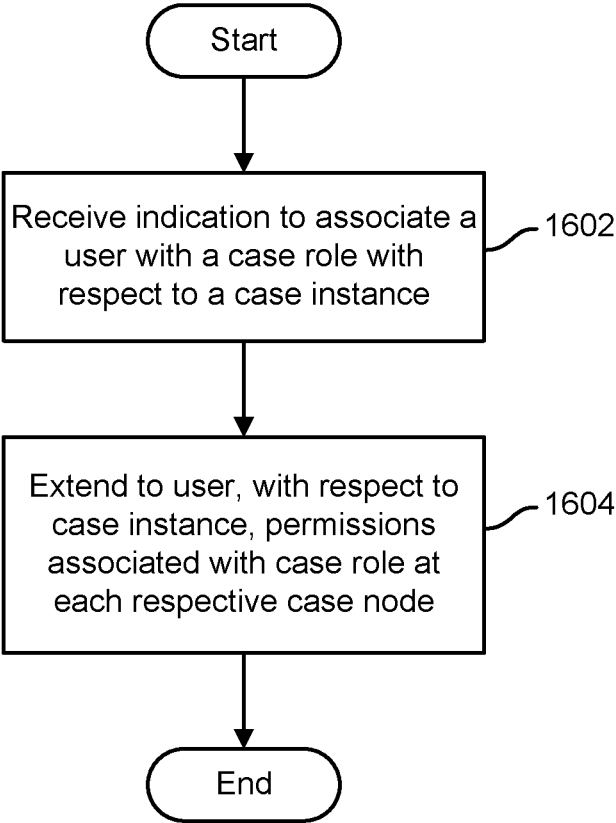 Start
Receive indication to associate a
user with a case role with
respect to a case instance
1602
Extend to user, with respect to
case instance, permissions
associated with case role at
each respective case node
1604
End